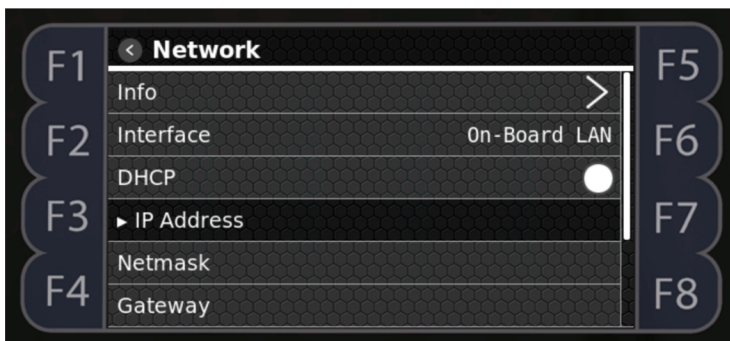 F1
F2
F3
F4
Network
Info
Interface On-Board LAN
DHCP
▸ IP Address
Netmask
Gateway
F5
F6
F7
F8